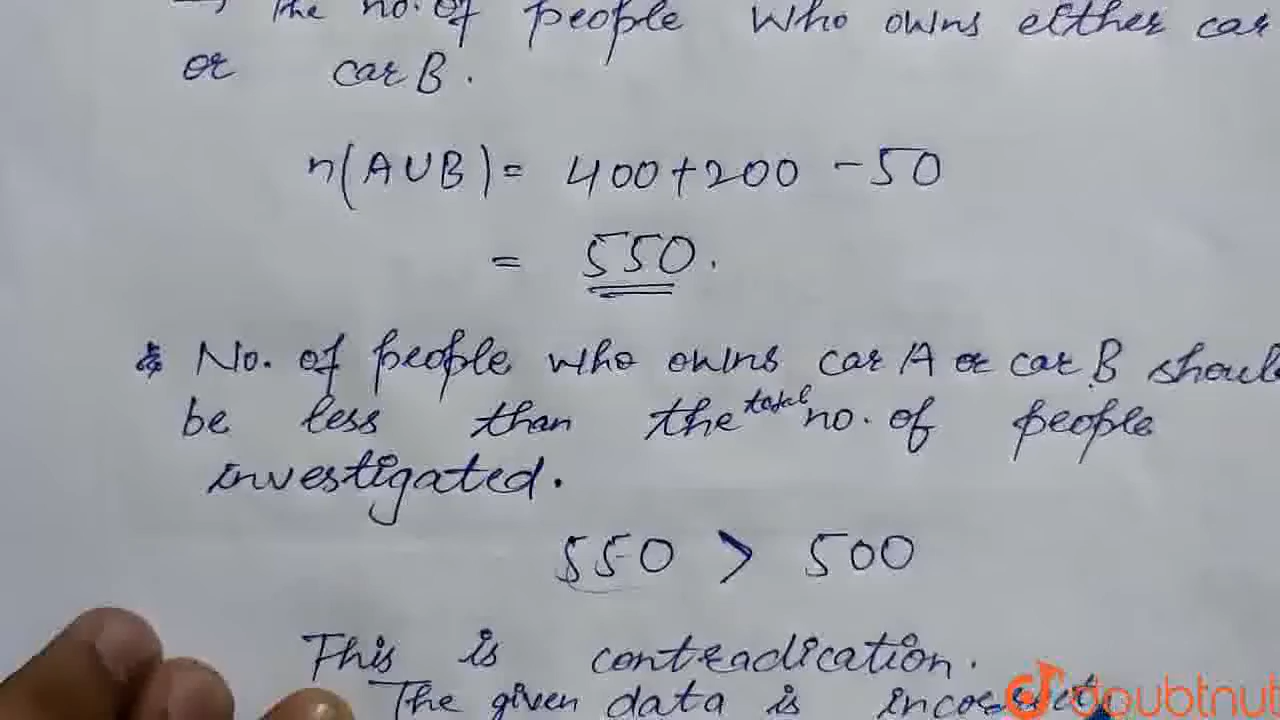 The no. of people who owns either car
or car B.
n(A∪B) = 400 + 200 - 50
= 550.
No. of people who owns car A or car B
be less than the total no. of people
investigated.
550 > 500
This is contradication.
The given data is
doubtnut